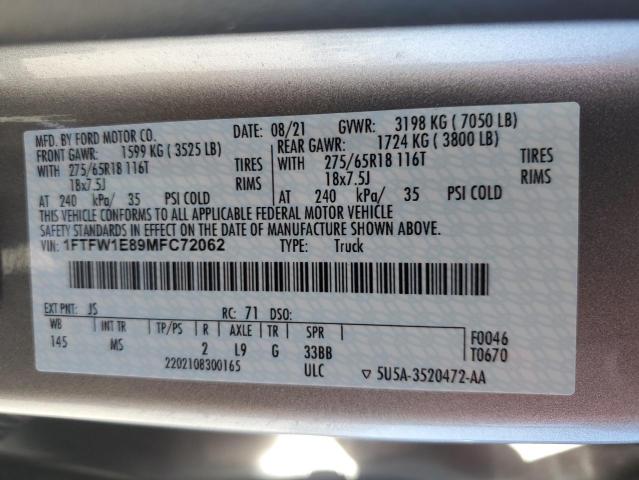 MFD. BY FORD MOTOR CO.
DATE: 08/21 GVWR: 3198 KG ( 7050 LB)
FRONT GAWR: 1599 KG ( 3525 LB)
REAR GAWR: 1724 KG ( 3800 LB)
WITH 275/65R18 116T TIRES
18x7.5J RIMS
AT 240 kPa/ 35 PSI COLD
WITH 275/65R18 116T TIRES
18x7.5J RIMS
AT 240 kPa/ 35 PSI COLD
THIS VEHICLE CONFORMS TO ALL APPLICABLE FEDERAL MOTOR VEHICLE
SAFETY STANDARDS IN EFFECT ON THE DATE OF MANUFACTURE SHOWN ABOVE.
VIN: 1FTFW1E89MFC72062 TYPE: Truck
EXT PNT: JS RC: 71 DSO:
WB INT TR TP/PS R AXLE TR SPR
145 MS 2 L9 G 33BB
F0046
T0670
2202108300165 ULC ▽5U5A-3520472-AA